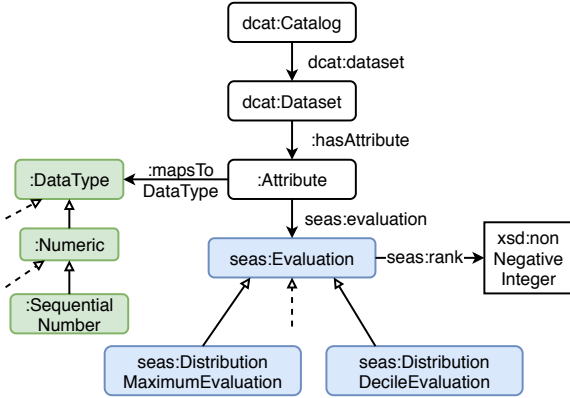 dcat:Catalog
dcat:dataset
dcat:Dataset
:hasAttribute
:mapsTo
DataType
:DataType
:Attribute
seas:evaluation
:Numeric
seas:Evaluation
seas:rank
xsd:non
Negative
Integer
:Sequential
Number
seas:Distribution
MaximumEvaluation
seas:Distribution
DecileEvaluation